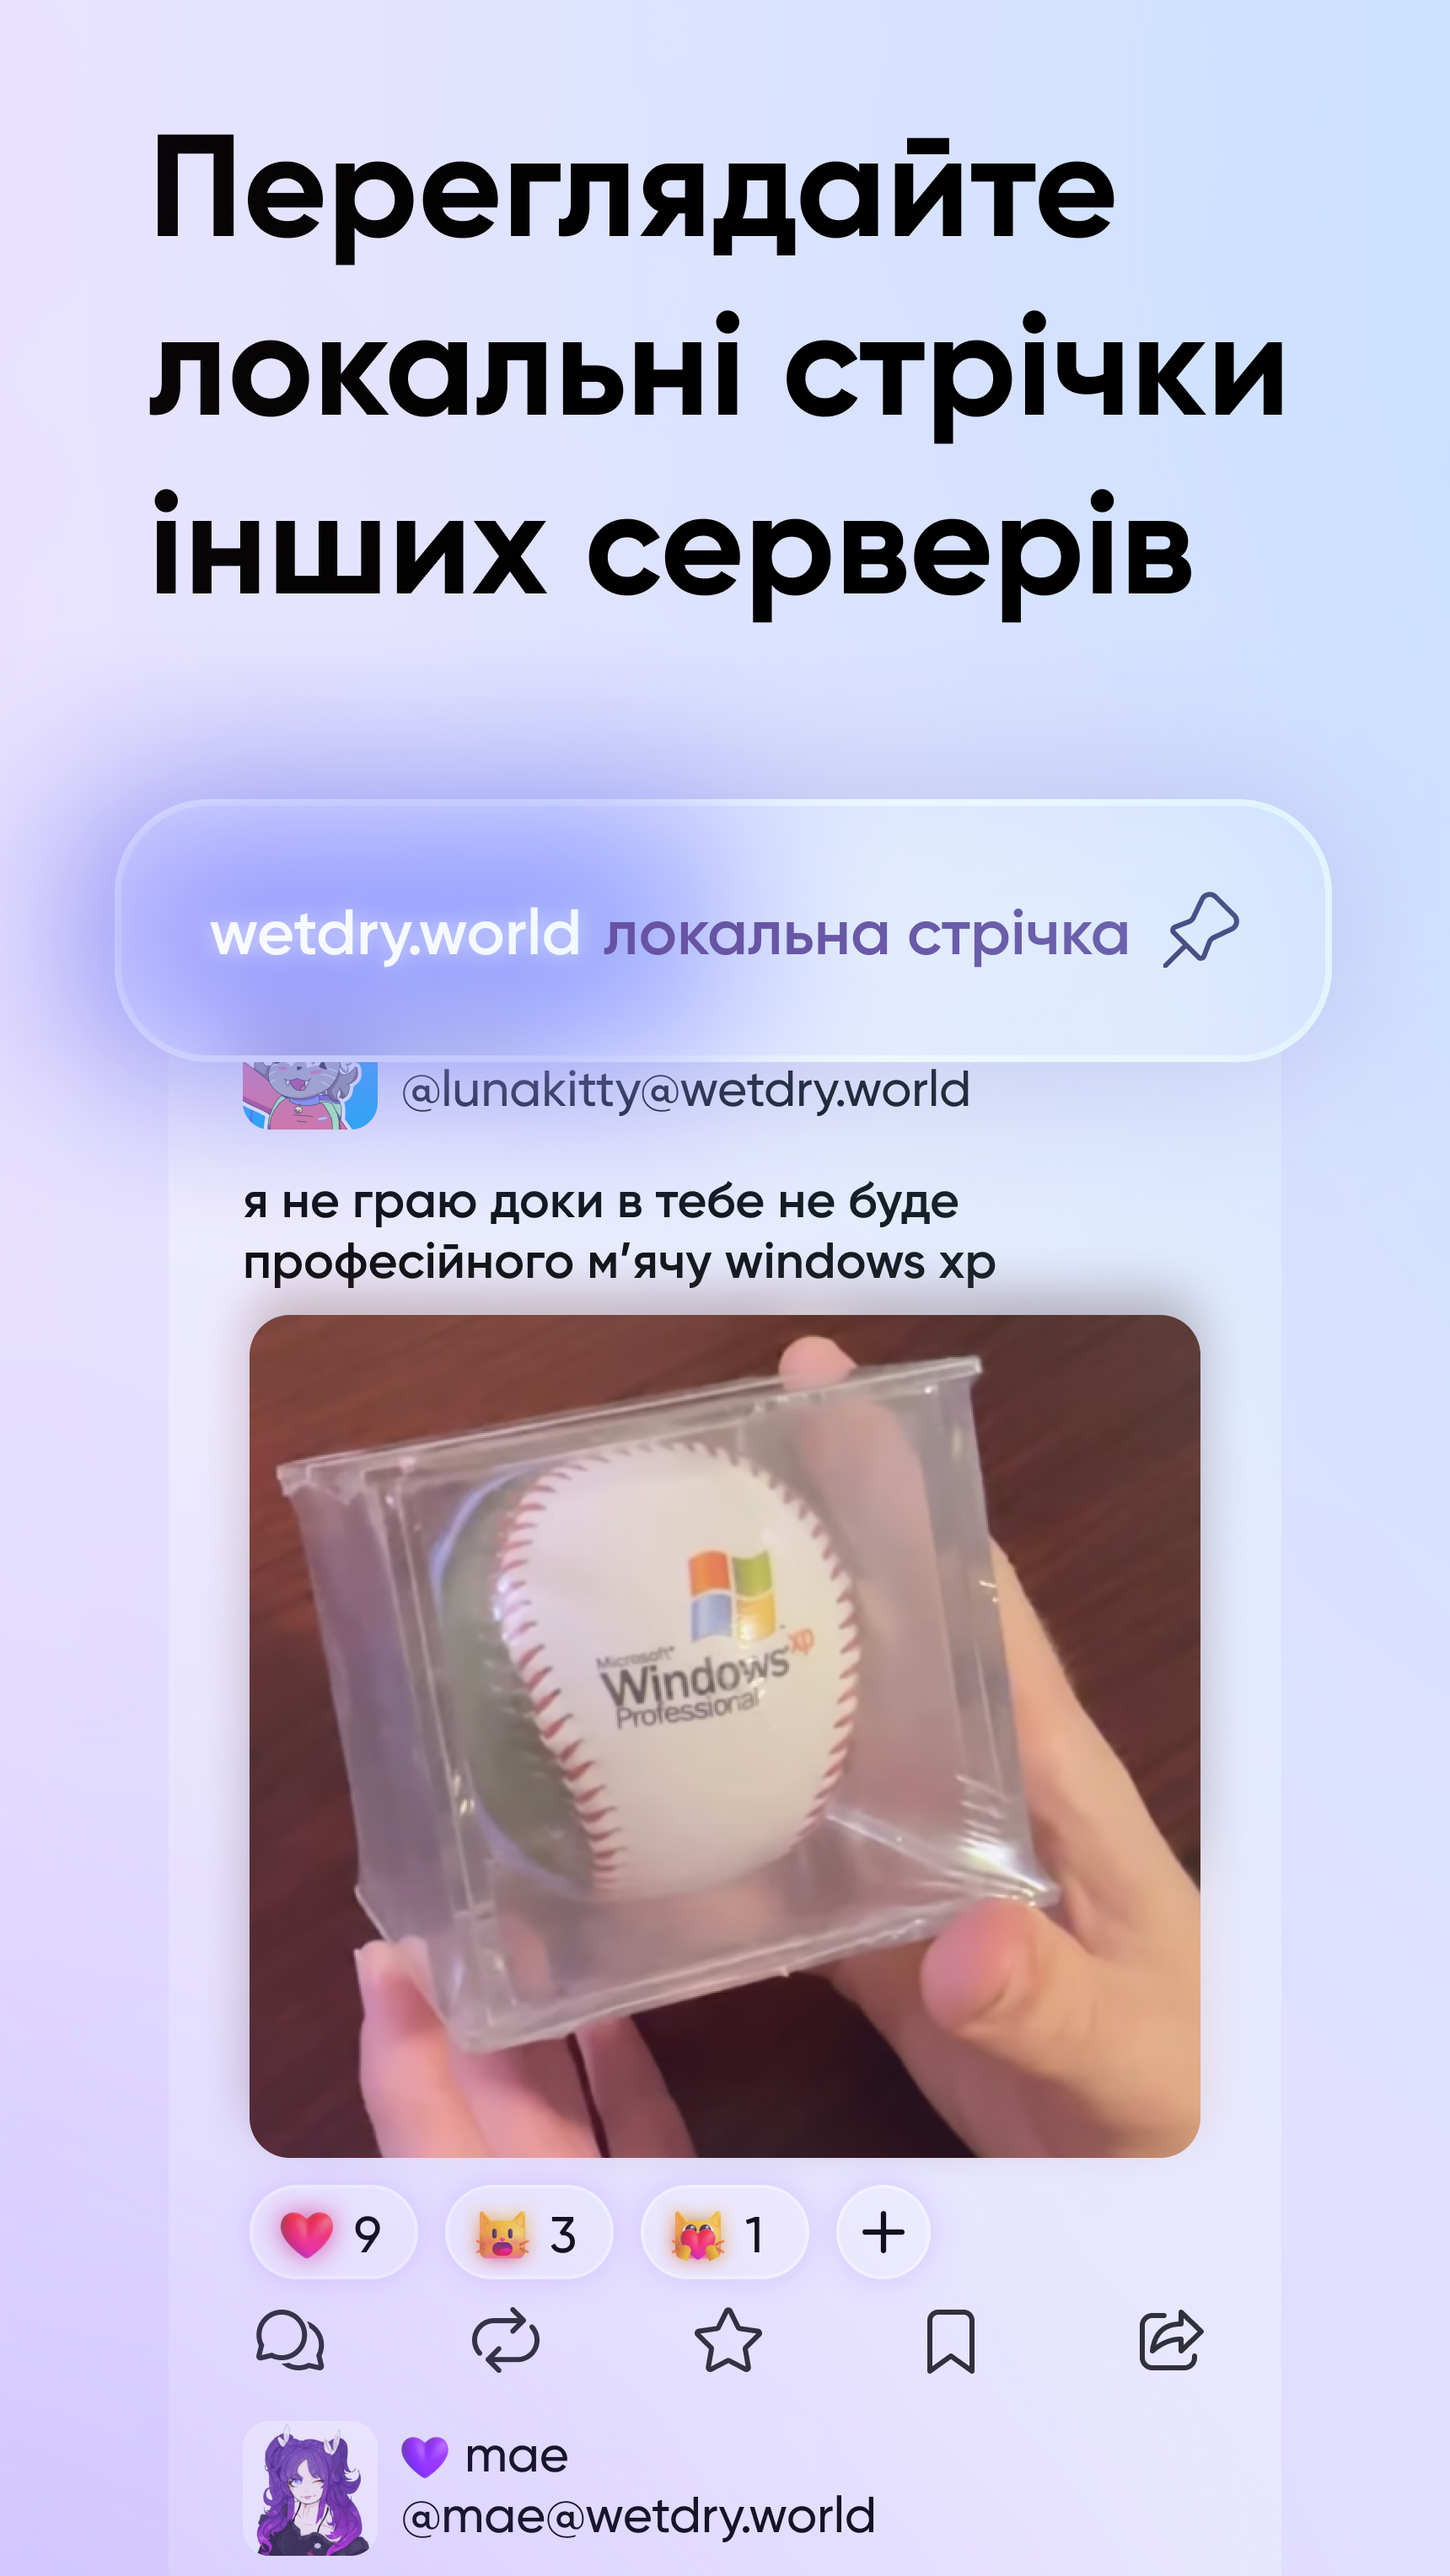 Переглядайте
локальні стрічки
інших серверів
wetdry.world локальна стрічка
@lunakitty@wetdry.world
я не граю доки в тебе не буде
професійного м’ячу windows xp
Microsoft®
Windows xp
Professional
9 3 1 +
💜 mae
@mae@wetdry.world